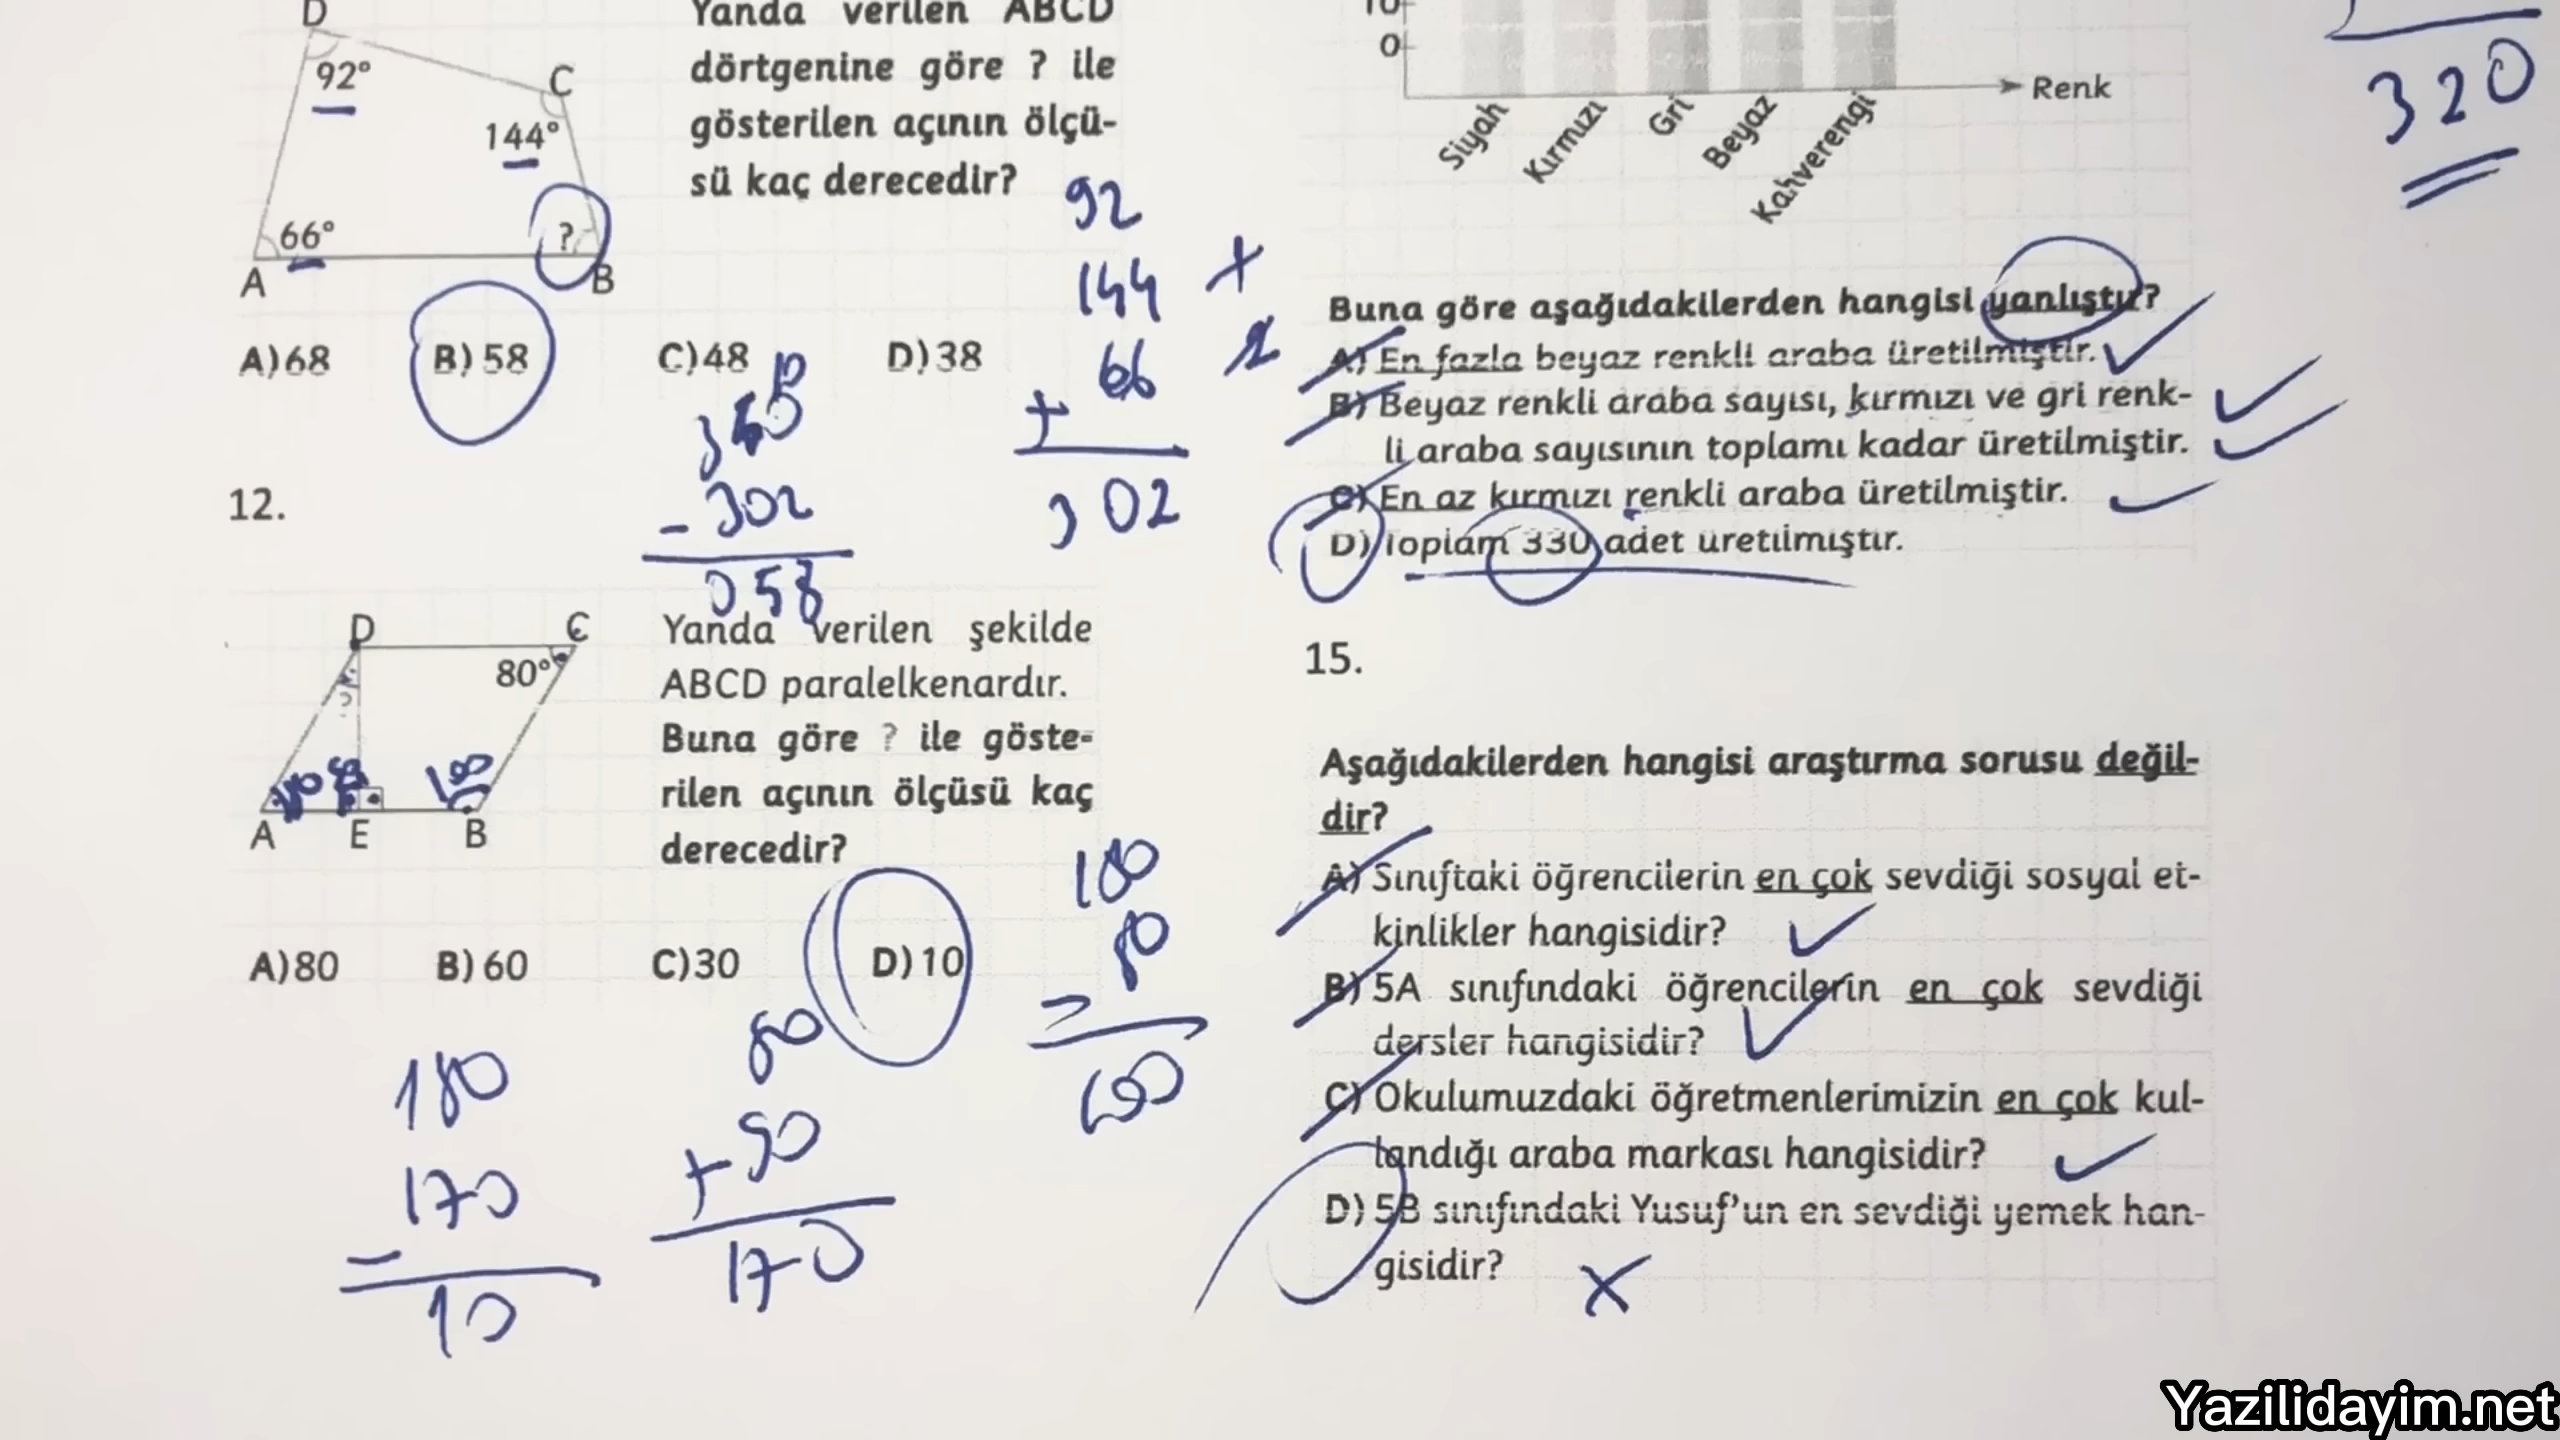 Yanda verilen ABCD
dörtgenine göre ? ile
gösterilen açının ölçü-
sü kaç derecedir?
D
92°
C
144°
66°
?
A
B
A) 68 B) 58 C) 48 D) 38
92
144 +
66
+
302
- 302
058
12.
D
C
80°
?
100
A E B
Yanda verilen şekilde
ABCD paralelkenardır.
Buna göre ? ile göste-
rilen açının ölçüsü kaç
derecedir?
A) 80 B) 60 C) 30 D) 10
180
80
-
100
80
+ 90
170
180
170
-
10
10
0
Renk
Siyah
Kırmızı
Gri
Beyaz
Kahverengi
320
Buna göre aşağıdakilerden hangisi yanlıştır?
A) En fazla beyaz renkli araba üretilmiştir.
B) Beyaz renkli araba sayısı, kırmızı ve gri renk-
li araba sayısının toplamı kadar üretilmiştir.
C) En az kırmızı renkli araba üretilmiştir.
D) Toplam 330 adet üretilmiştir.
15.
Aşağıdakilerden hangisi araştırma sorusu değil-
dir?
A) Sınıftaki öğrencilerin en çok sevdiği sosyal et-
kinlikler hangisidir?
B) 5A sınıfındaki öğrencilerin en çok sevdiği
dersler hangisidir?
C) Okulumuzdaki öğretmenlerimizin en çok kul-
landığı araba markası hangisidir?
D) 5B sınıfındaki Yusuf'un en sevdiği yemek han-
gisidir?
Yazilidayim.net